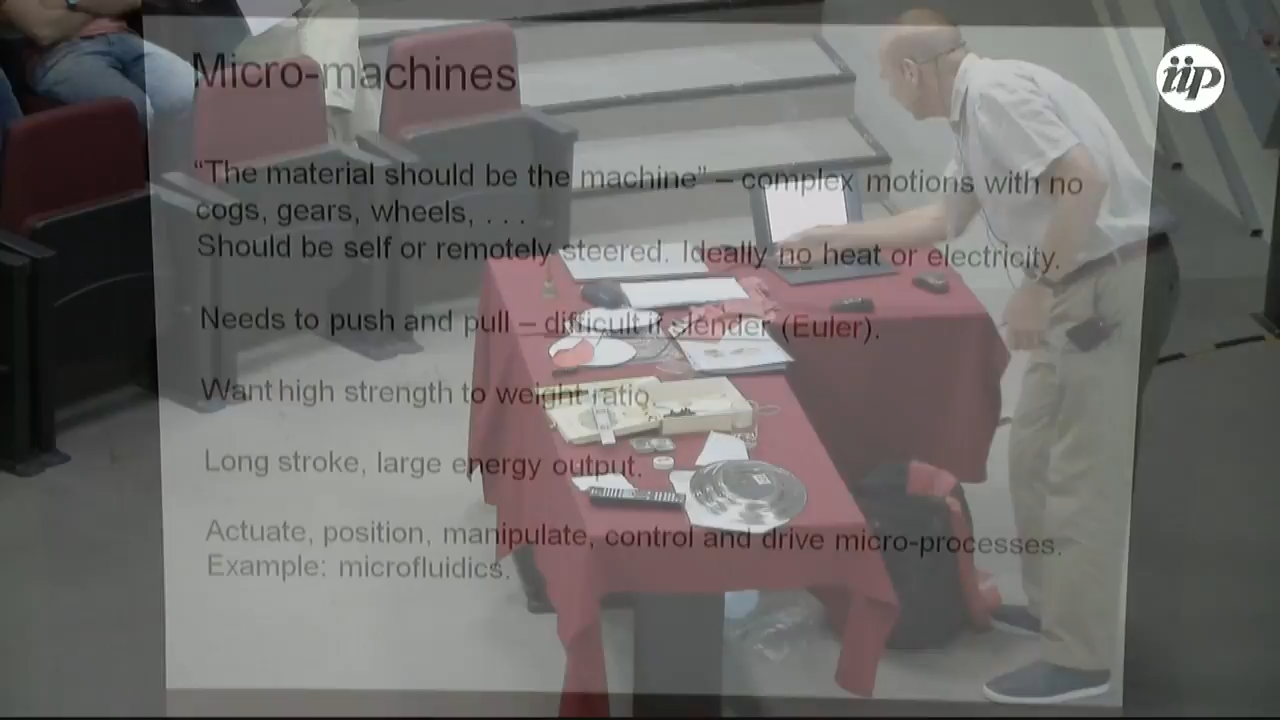 iip
Micro-machines
“The material should be the machine” – complex motions with no
cogs, gears, wheels, . . .
Should be self or remotely steered. Ideally no heat or electricity.
Needs to push and pull – difficult if slender (Euler).
Want high strength to weight ratio.
Long stroke, large energy output.
Actuate, position, manipulate, control and drive micro-processes.
Example: microfluidics.